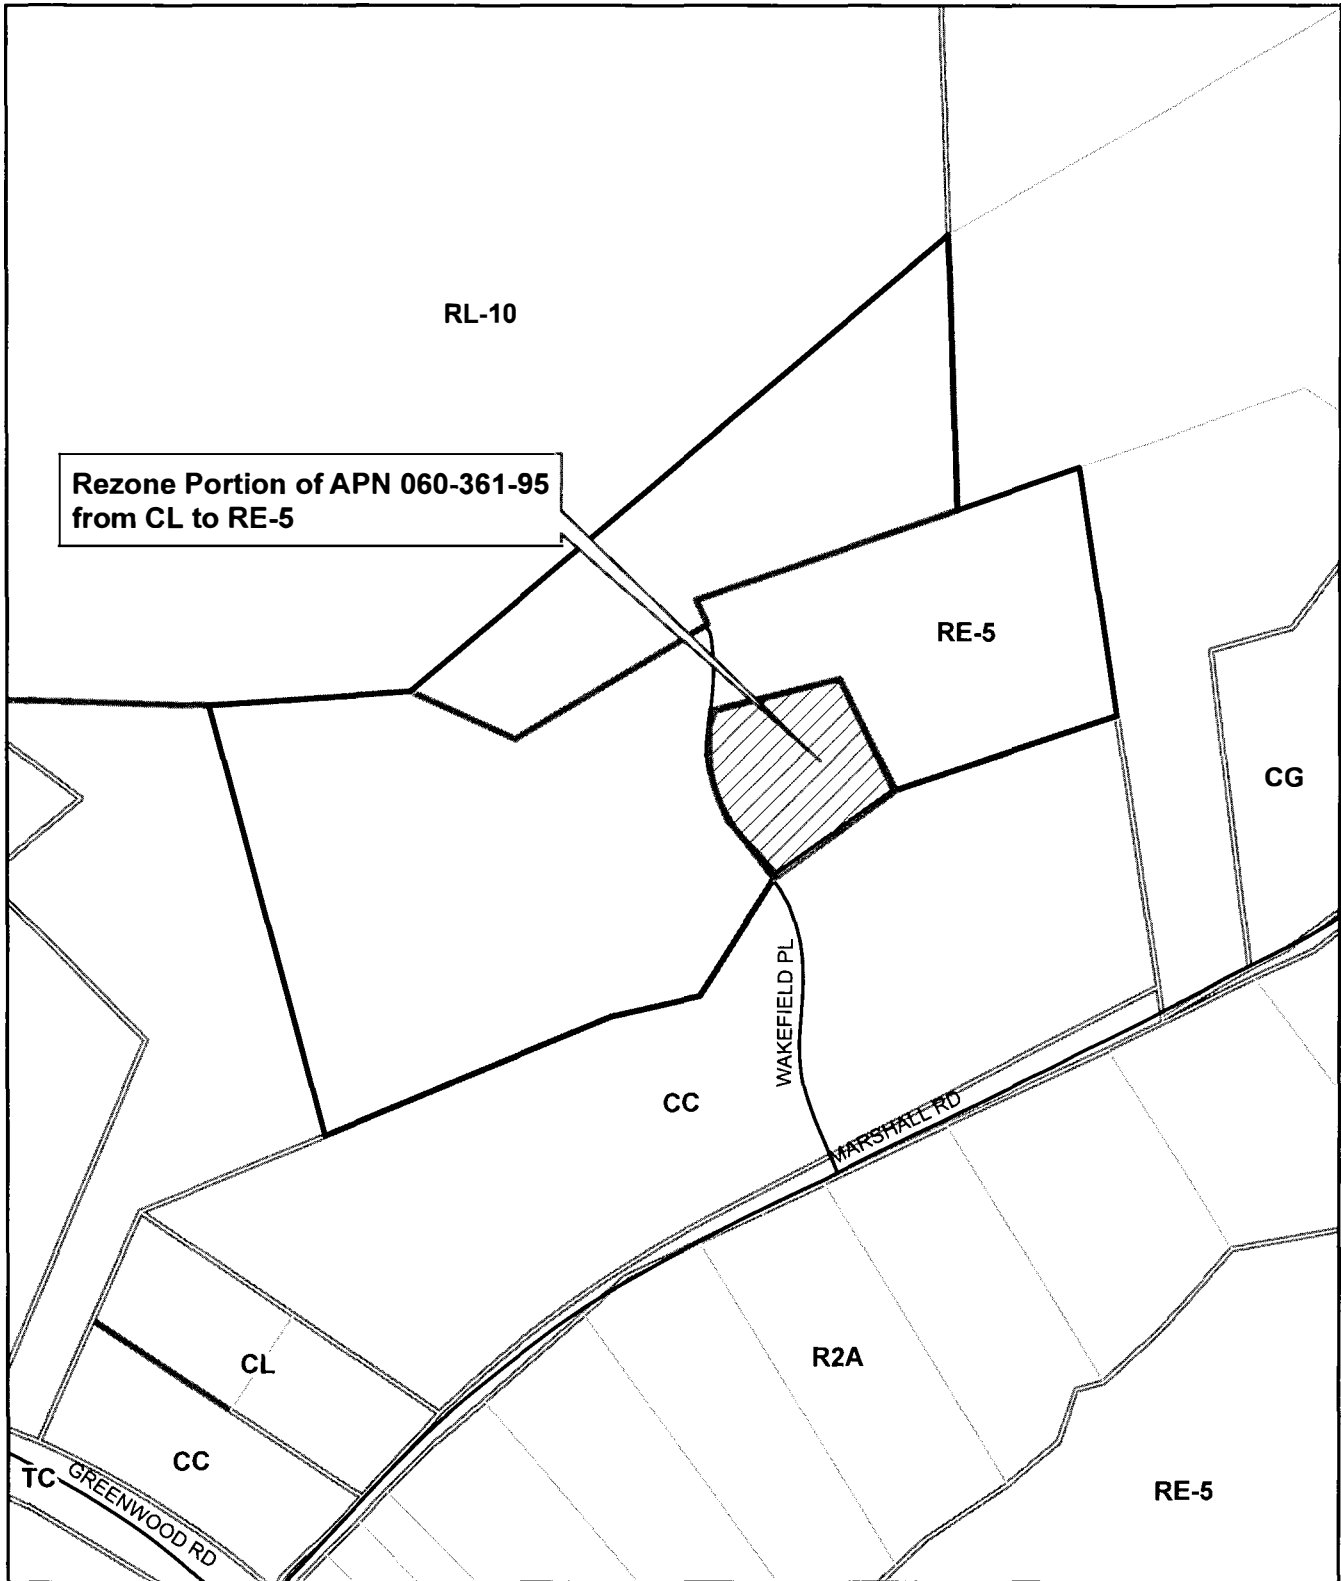 RL-10
Rezone Portion of APN 060-361-95
from CL to RE-5
RE-5
CG
WAKEFIELD PL
CC
MARSHALL RD
CL
R2A
CC
TC
GREENWOOD RD
RE-5